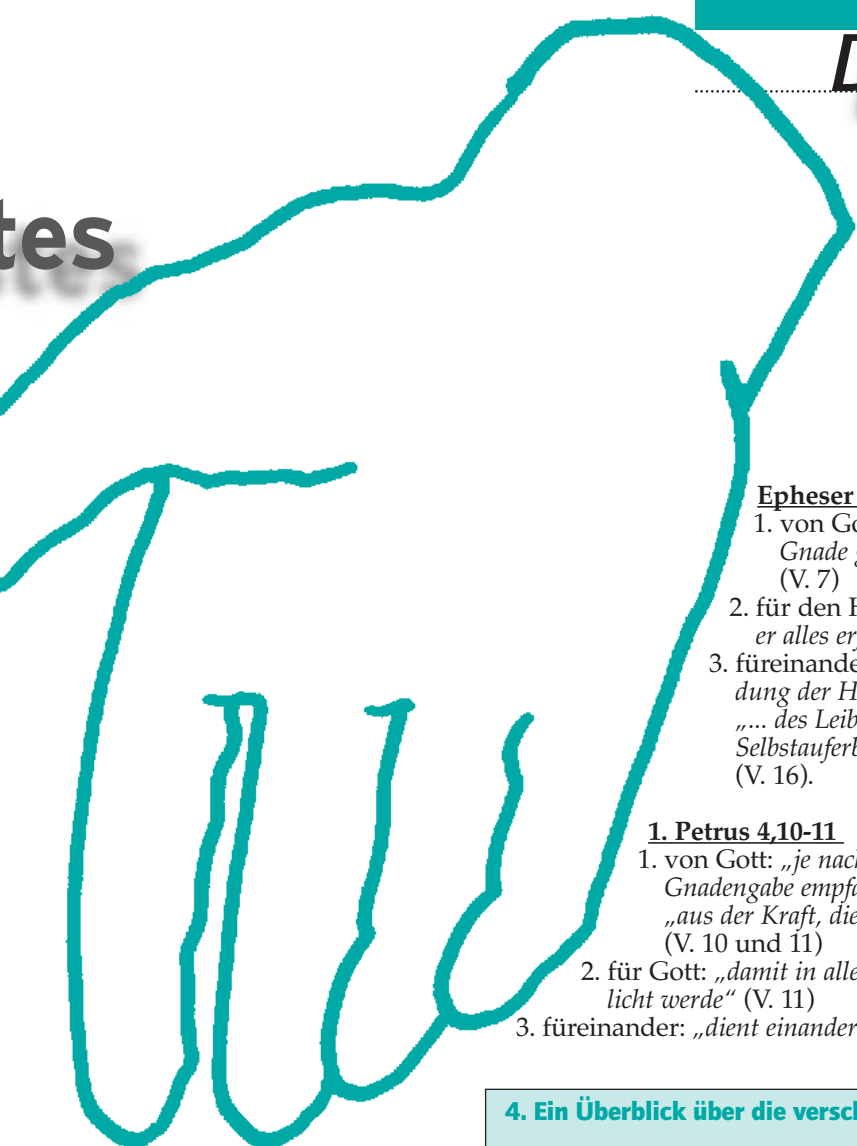 D
tes
Epheser
1. von Go
Gnade g
(V. 7)
2. für den H
er alles er
3. füreinande
dung der H
„... des Leib
Selbstauferb
(V. 16).
1. Petrus 4,10-11
1. von Gott: „je nach
Gnadengabe empfa
„aus der Kraft, die
(V. 10 und 11)
2. für Gott: „damit in alle
licht werde“ (V. 11)
3. füreinander: „dient einander
4. Ein Überblick über die versch